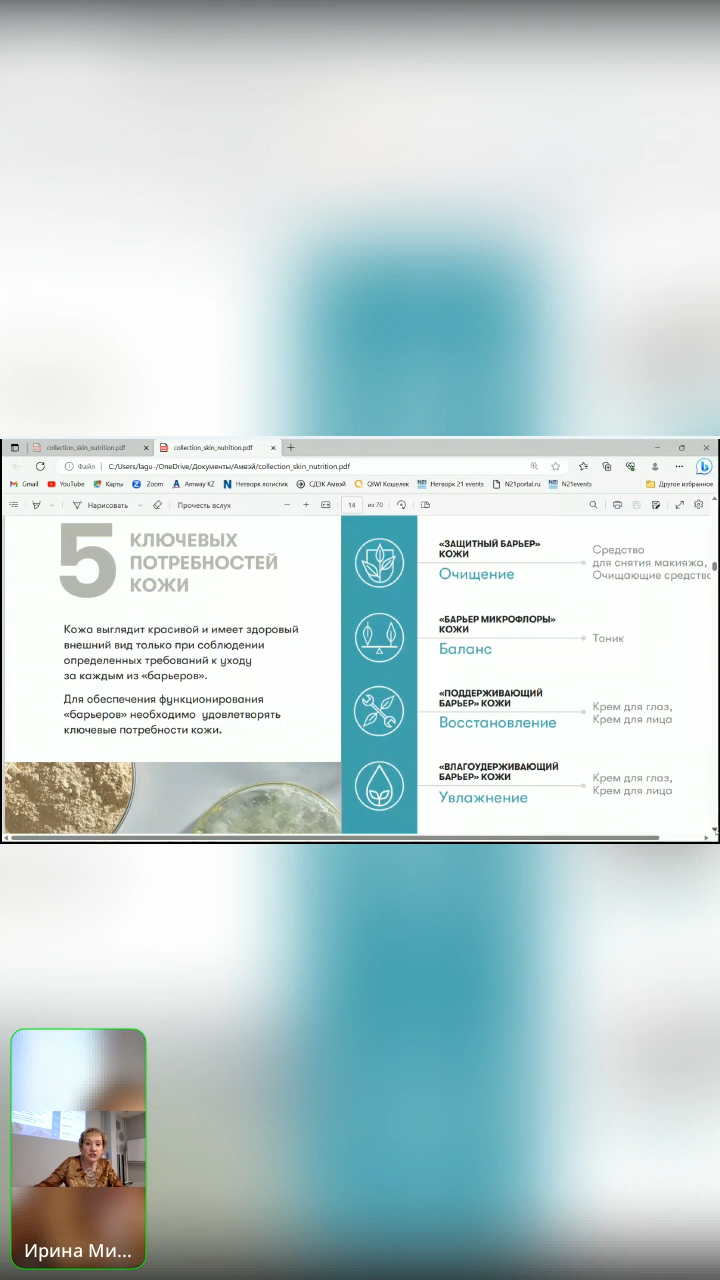 collection_skin_nutrition.pdf
collection_skin_nutrition.pdf
Файл
C:/Users/lagu-/OneDrive/Документы/Амвэй/collection_skin_nutrition.pdf
Gmail YouTube Карты Zoom Amway KZ Нетворк логистик СДЭК Амвэй QIWI Кошелек Нетворк 21 events N21portal.ru N21events Другое избранное
Нарисовать Прочесть вслух 14 из 70
5 КЛЮЧЕВЫХ
ПОТРЕБНОСТЕЙ
КОЖИ
Кожа выглядит красивой и имеет здоровый
внешний вид только при соблюдении
определенных требований к уходу
за каждым из «барьеров».
Для обеспечения функционирования
«барьеров» необходимо удовлетворять
ключевые потребности кожи.
«ЗАЩИТНЫЙ БАРЬЕР»
КОЖИ
Очищение
Средство
для снятия макияжа,
Очищающие средство
«БАРЬЕР МИКРОФЛОРЫ»
КОЖИ
Баланс
Тоник
«ПОДДЕРЖИВАЮЩИЙ
БАРЬЕР» КОЖИ
Восстановление
Крем для глаз,
Крем для лица
«ВЛАГОУДЕРЖИВАЮЩИЙ
БАРЬЕР» КОЖИ
Увлажнение
Крем для глаз,
Крем для лица
Ирина Ми...